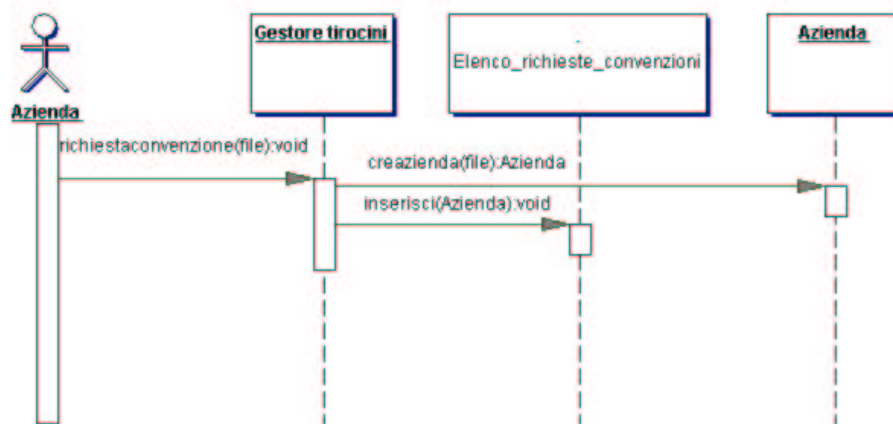 Gestore tirocini
Elenco_richieste_convenzioni
Azienda
Azienda
richiestaconvenzione(file):void
creazienda(file):Azienda
inserisci(Azienda):void